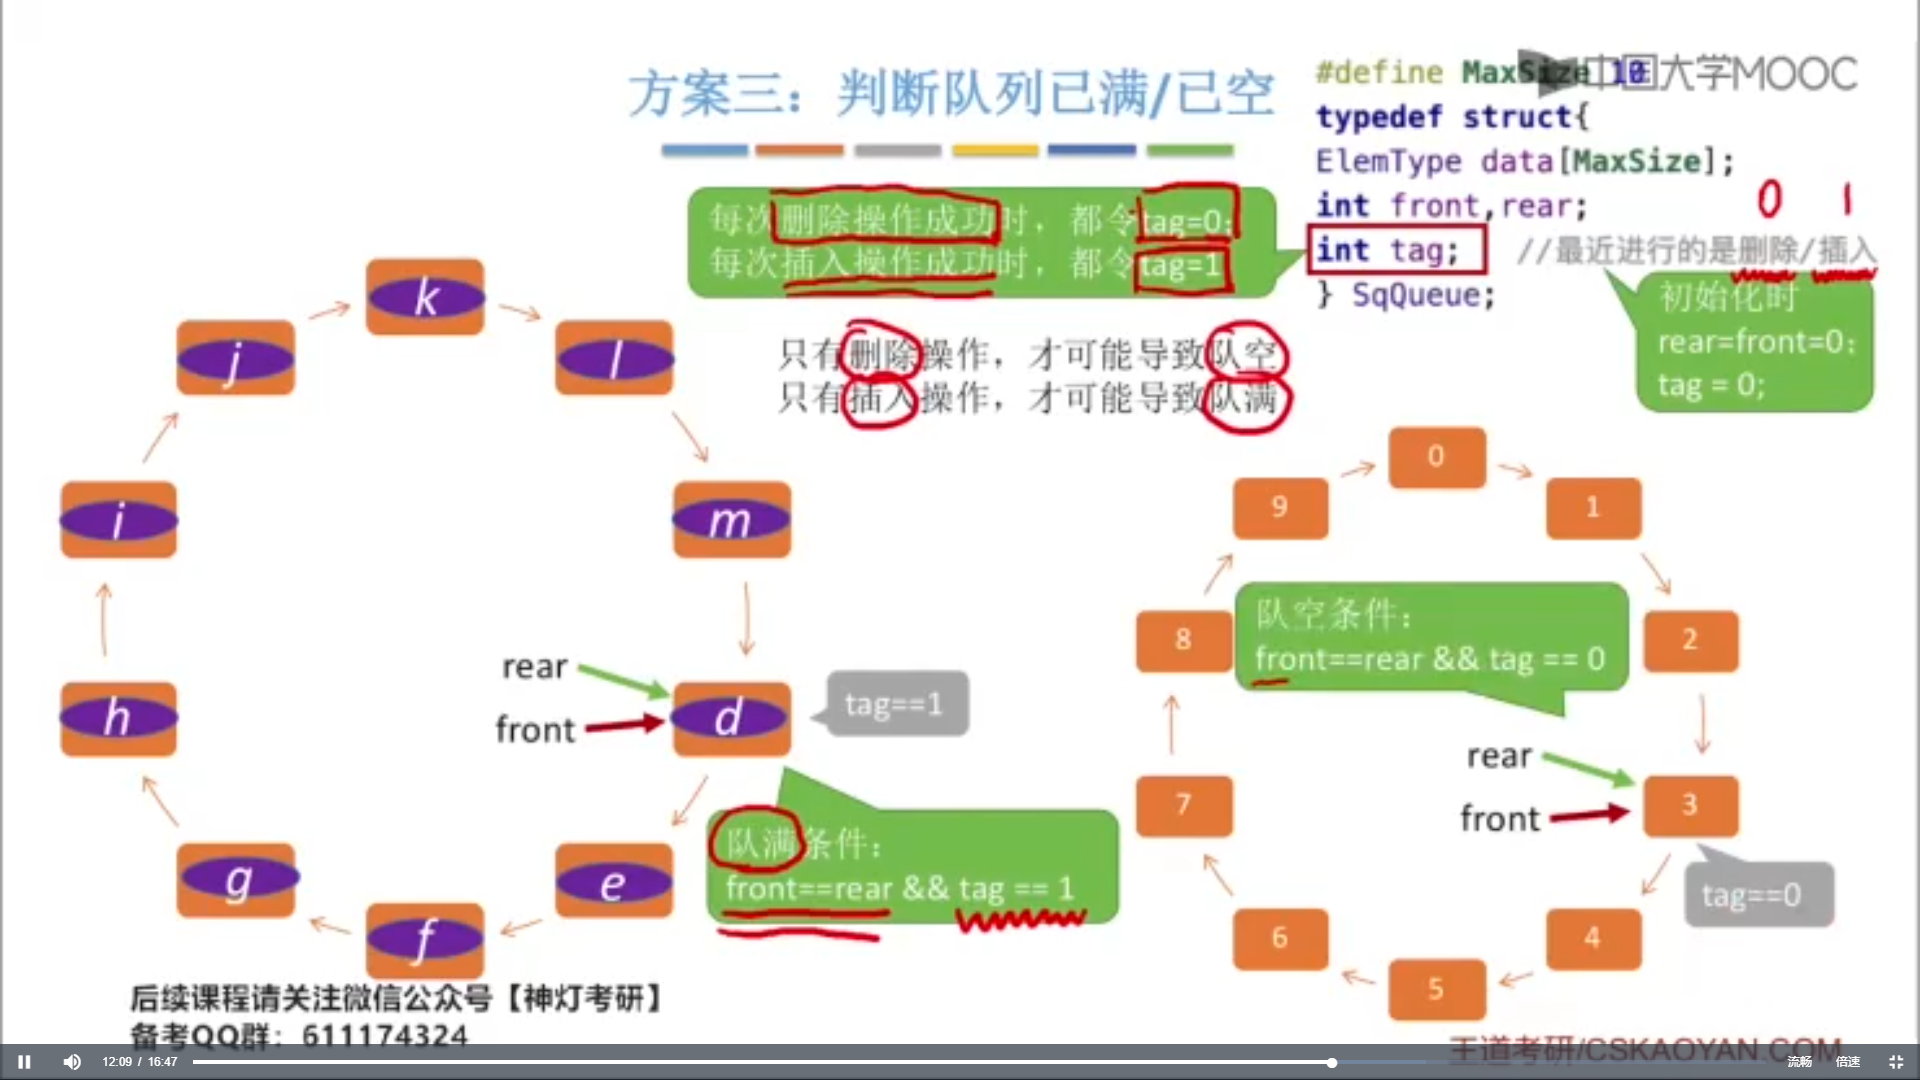 方案三：判断队列已满/已空
中国大学MOOC
#define MaxSize 10
typedef struct{
ElemType data[MaxSize];
int front,rear;
0 1
int tag; //最近进行的是删除/插入
} SqQueue;
每次删除操作成功时，都令tag=0；
每次插入操作成功时，都令tag=1
初始化时
rear=front=0；
tag = 0;
只有删除操作，才可能导致队空
只有插入操作，才可能导致队满
k
l
m
d
e
f
g
h
i
j
rear
front
tag==1
队满条件：
front==rear && tag == 1
0
1
2
3
4
5
6
7
8
9
队空条件：
front==rear && tag == 0
rear
front
tag==0
后续课程请关注微信公众号【神灯考研】
备考QQ群：611174324
王道考研/CSKAOYAN.COM
12:09 / 16:47
流畅 倍速